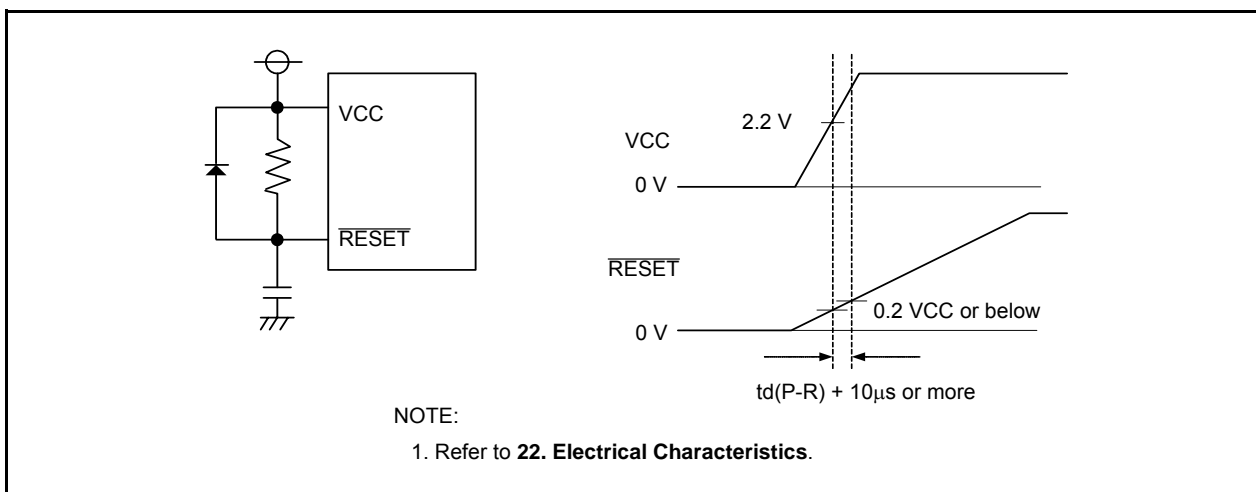 VCC
RESET
2.2 V
VCC
0 V
RESET
0.2 VCC or below
0 V
td(P-R) + 10μs or more
NOTE:
1. Refer to 22. Electrical Characteristics.